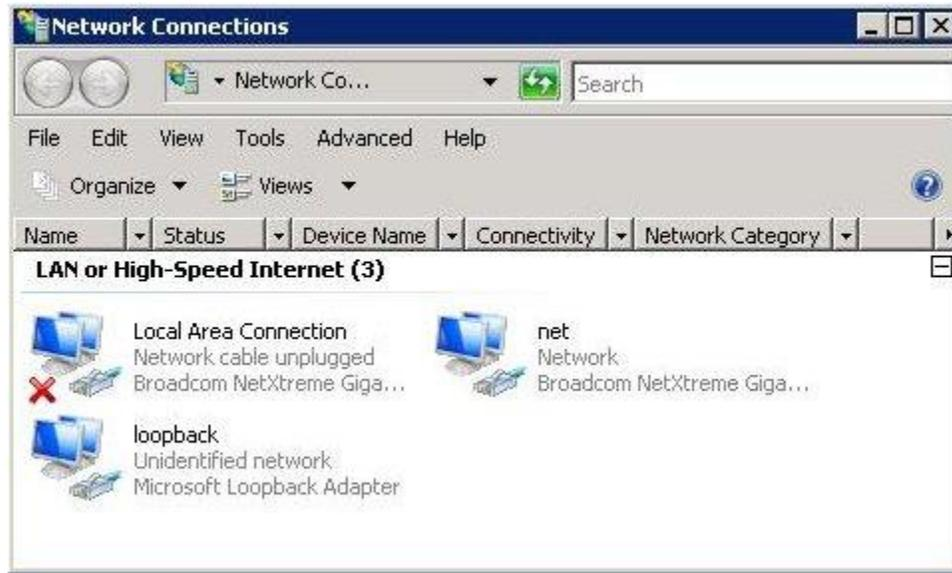 Network Connections
Network Co...
Search
File Edit View Tools Advanced Help
Organize Views
Name Status Device Name Connectivity Network Category
LAN or High-Speed Internet (3)
Local Area Connection
Network cable unplugged
Broadcom NetXtreme Giga...
net
Network
Broadcom NetXtreme Giga...
loopback
Unidentified network
Microsoft Loopback Adapter